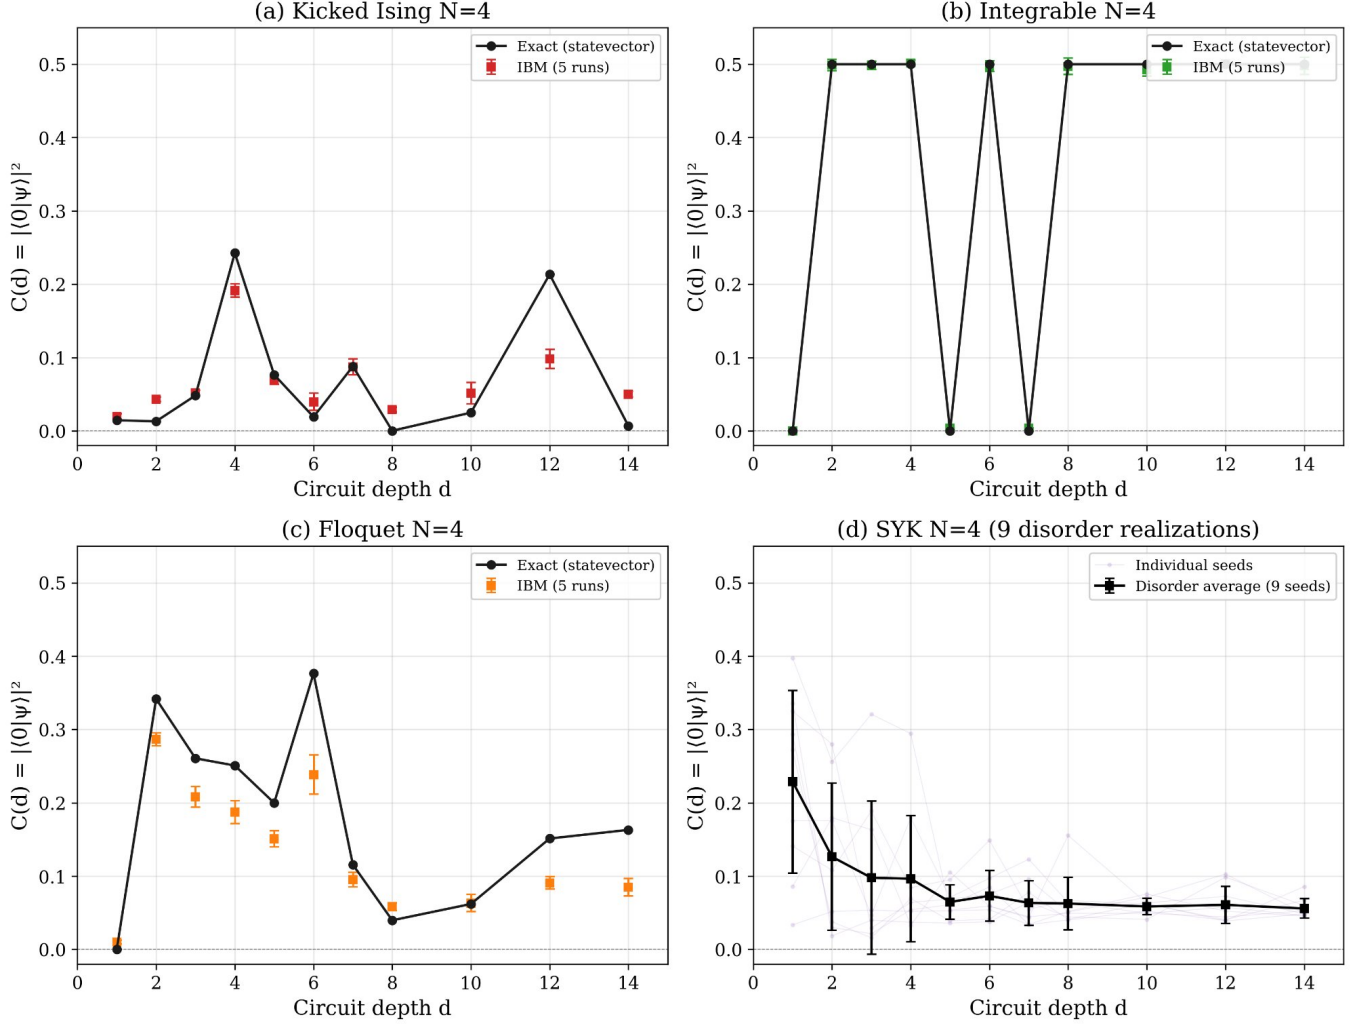 (a) Kicked Ising N=4
Exact (statevector)
IBM (5 runs)
C(d) = |⟨0|ψ⟩|²
0.5
0.4
0.3
0.2
0.1
0.0
0 2 4 6 8 10 12 14
Circuit depth d
(b) Integrable N=4
Exact (statevector)
IBM (5 runs)
C(d) = |⟨0|ψ⟩|²
0.5
0.4
0.3
0.2
0.1
0.0
0 2 4 6 8 10 12 14
Circuit depth d
(c) Floquet N=4
Exact (statevector)
IBM (5 runs)
C(d) = |⟨0|ψ⟩|²
0.5
0.4
0.3
0.2
0.1
0.0
0 2 4 6 8 10 12 14
Circuit depth d
(d) SYK N=4 (9 disorder realizations)
Individual seeds
Disorder average (9 seeds)
C(d) = |⟨0|ψ⟩|²
0.5
0.4
0.3
0.2
0.1
0.0
0 2 4 6 8 10 12 14
Circuit depth d